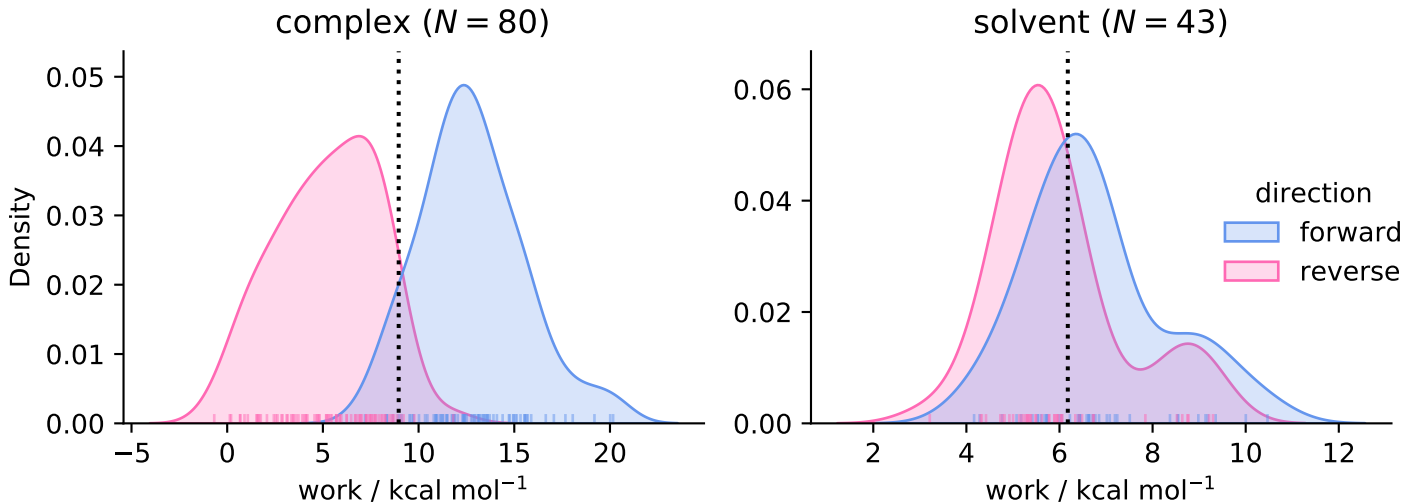 complex (N = 80)
0.05
0.04
0.03
0.02
0.01
0.00
Density
−5
0
5
10
15
20
work / kcal mol⁻¹
solvent (N = 43)
0.06
0.04
0.02
0.00
2
4
6
8
10
12
work / kcal mol⁻¹
direction
forward
reverse